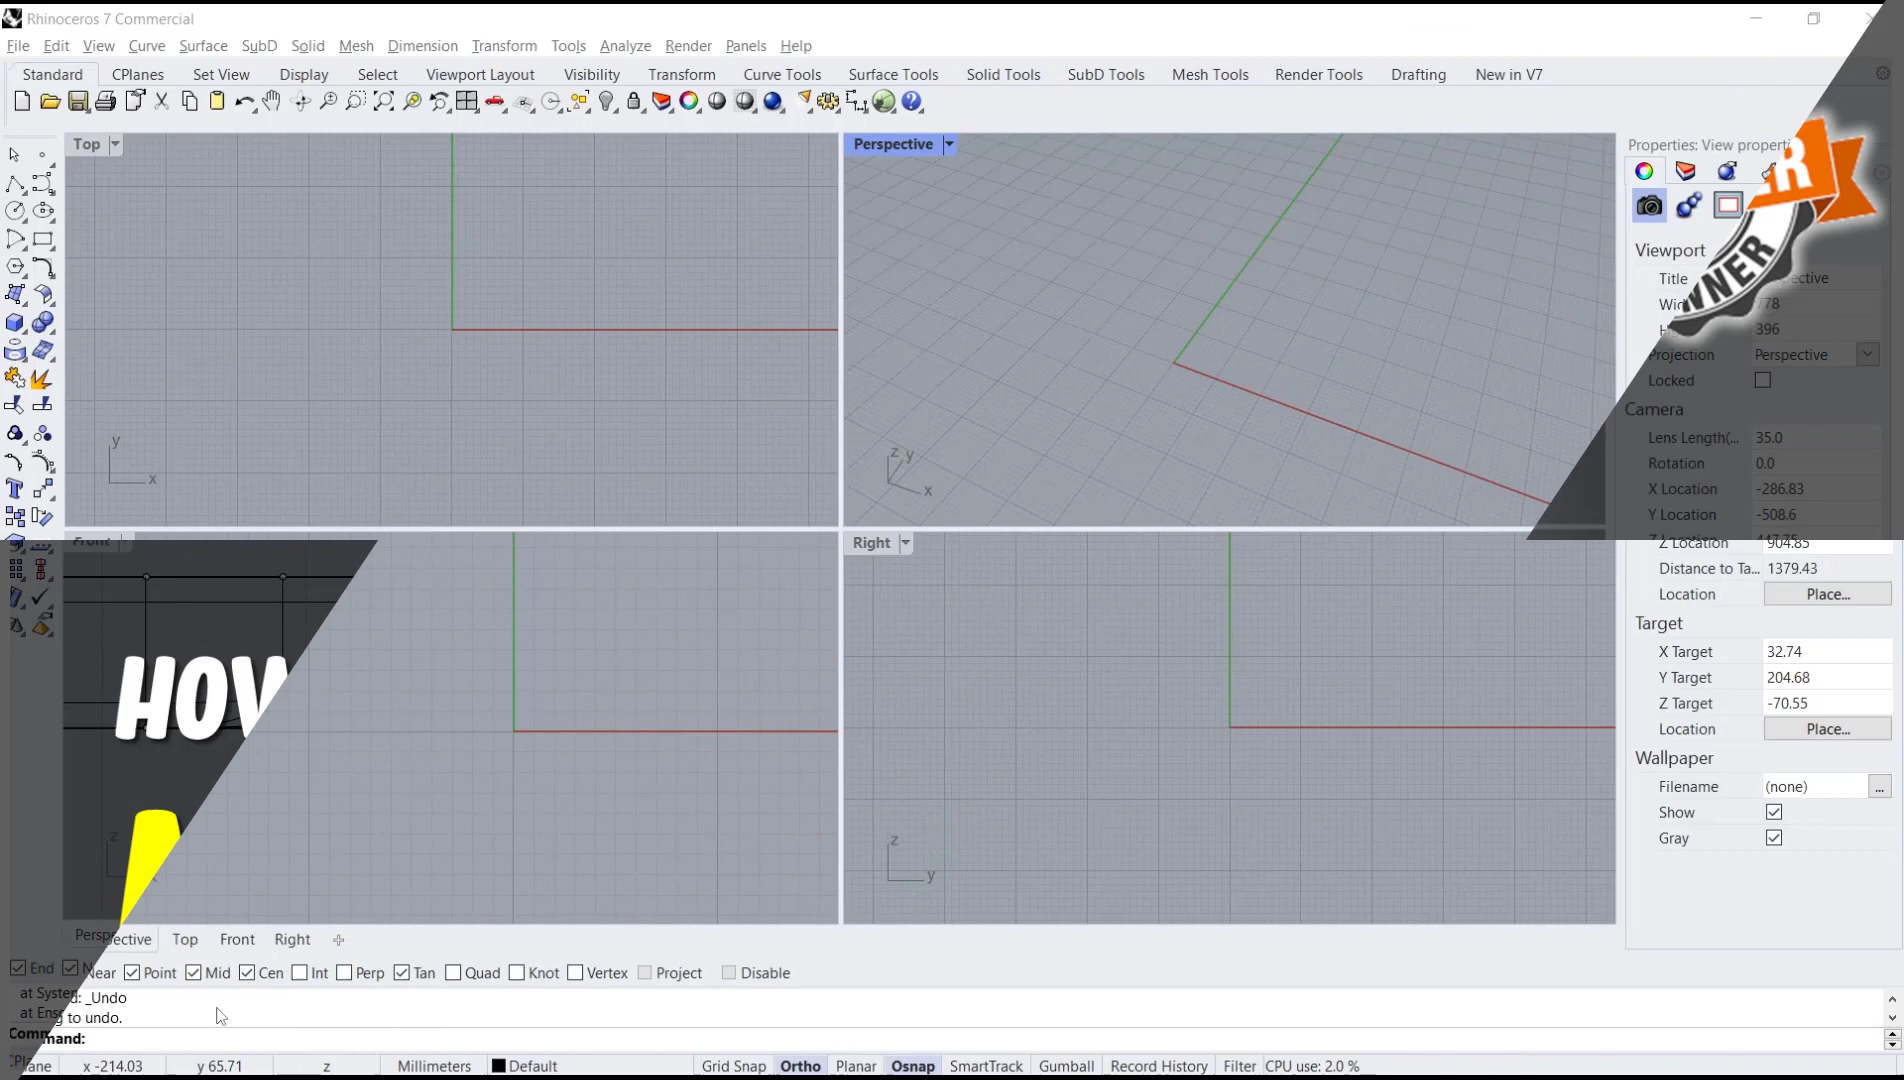 Rhinoceros 7 Commercial
File Edit View Curve Surface SubD Solid Mesh Dimension Transform Tools Analyze Render Panels Help
Standard CPlanes Set View Display Select Viewport Layout Visibility Transform Curve Tools Surface Tools Solid Tools SubD Tools Mesh Tools Render Tools Drafting New in V7
Top
Perspective
Properties: View properti
Viewport
Title
778
396
Projection Perspective
Locked
Camera
Lens Length(... 35.0
Rotation 0.0
X Location -286.83
Y Location -508.6
y
x
z y
x
Front
Right
Z Location 904.85
Distance to Ta... 1379.43
Location Place...
Target
X Target 32.74
Y Target 204.68
Z Target -70.55
Location Place...
Wallpaper
Filename (none) ...
Show
Gray
HOW
z
z
y
Top Front Right
End Near Point Mid Cen Int Perp Tan Quad Knot Vertex Project Disable
_Undo
to undo.
Command:
x -214.03 y 65.71 z Millimeters Default Grid Snap Ortho Planar Osnap SmartTrack Gumball Record History Filter CPU use: 2.0 %